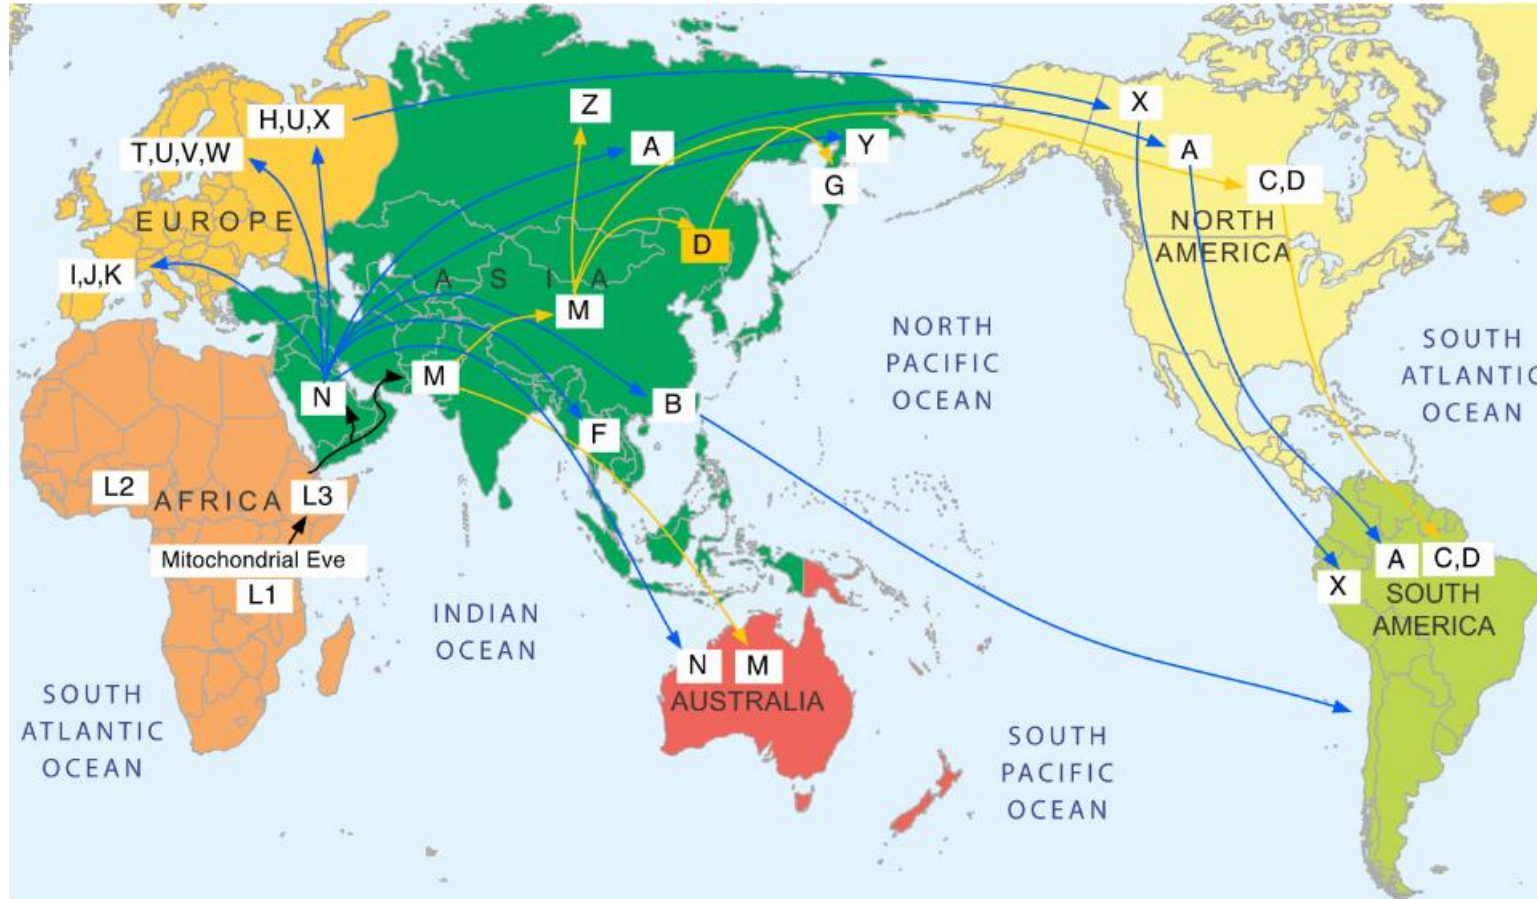 Z
X
H,U,X
T,U,V,W
A
Y
A
G
C,D
EUROPE
NORTH
AMERICA
D
I,J,K
ASIA
M
NORTH
PACIFIC
OCEAN
SOUTH
ATLANTIC
OCEAN
M
N
B
F
L2
AFRICA
L3
Mitochondrial Eve
L1
A
C,D
X
SOUTH
AMERICA
INDIAN
OCEAN
N
M
AUSTRALIA
SOUTH
ATLANTIC
OCEAN
SOUTH
PACIFIC
OCEAN